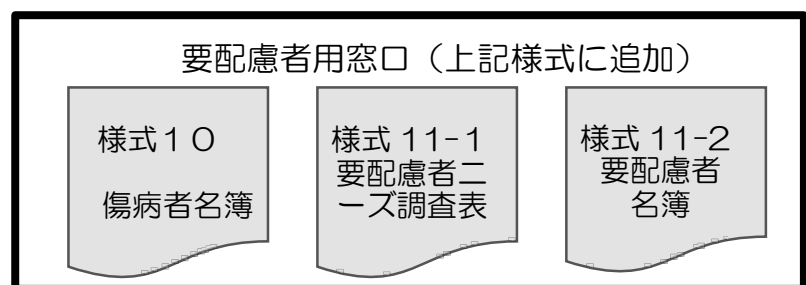 要配慮者用窓口（上記様式に追加）
様式１０
傷病者名簿
様式 11-1
要配慮者ニ
ーズ調査表
様式 11-2
要配慮者
名簿